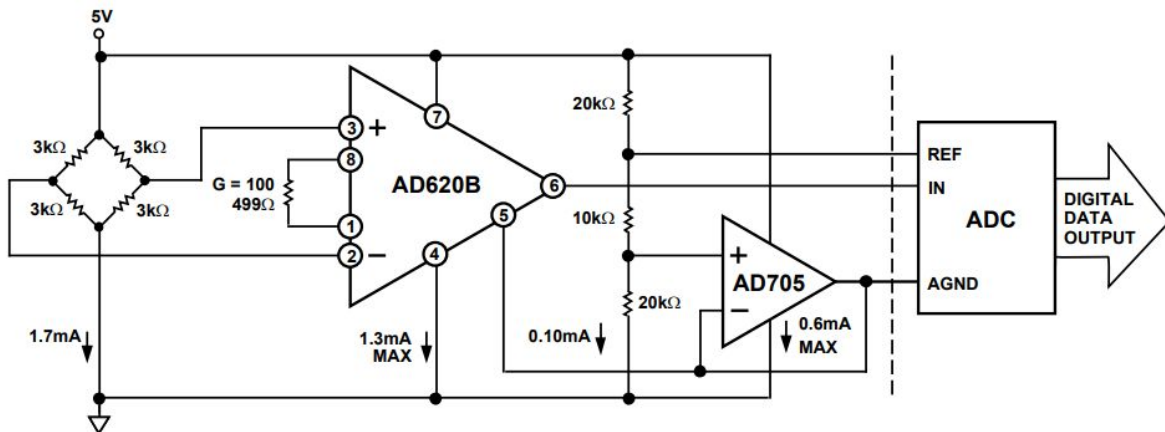 5V
3kΩ
3kΩ
3kΩ
3kΩ
1.7mA
G = 100
499Ω
3
8
1
2
+
−
AD620B
7
6
5
4
1.3mA
MAX
20kΩ
10kΩ
20kΩ
0.10mA
+
−
AD705
0.6mA
MAX
REF
IN
ADC
AGND
DIGITAL
DATA
OUTPUT